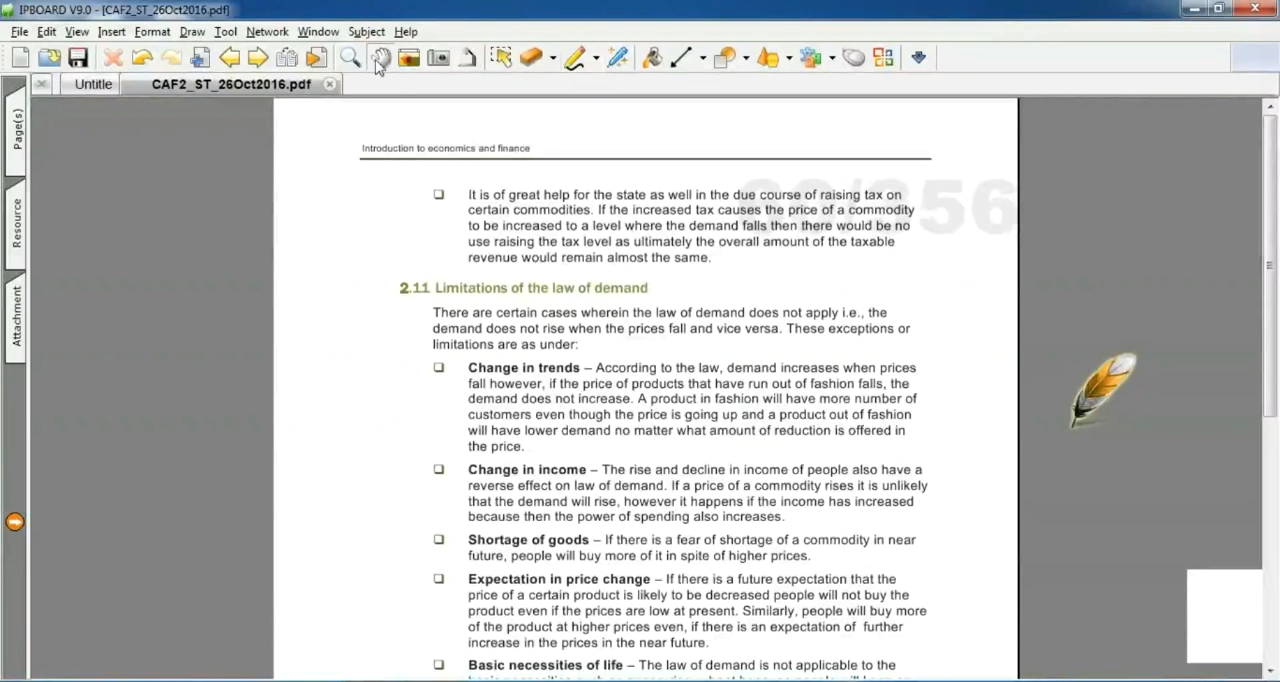 IPBOARD V9.0 - [CAF2_ST_26Oct2016.pdf]
File Edit View Insert Format Draw Tool Network Window Subject Help
Untitle CAF2_ST_26Oct2016.pdf
Page(s)
Resource
Attachment
Introduction to economics and finance
❑ It is of great help for the state as well in the due course of raising tax on
certain commodities. If the increased tax causes the price of a commodity
to be increased to a level where the demand falls then there would be no
use raising the tax level as ultimately the overall amount of the taxable
revenue would remain almost the same.
2.11 Limitations of the law of demand
There are certain cases wherein the law of demand does not apply i.e., the
demand does not rise when the prices fall and vice versa. These exceptions or
limitations are as under:
❑ Change in trends – According to the law, demand increases when prices
fall however, if the price of products that have run out of fashion falls, the
demand does not increase. A product in fashion will have more number of
customers even though the price is going up and a product out of fashion
will have lower demand no matter what amount of reduction is offered in
the price.
❑ Change in income – The rise and decline in income of people also have a
reverse effect on law of demand. If a price of a commodity rises it is unlikely
that the demand will rise, however it happens if the income has increased
because then the power of spending also increases.
❑ Shortage of goods – If there is a fear of shortage of a commodity in near
future, people will buy more of it in spite of higher prices.
❑ Expectation in price change – If there is a future expectation that the
price of a certain product is likely to be decreased people will not buy the
product even if the prices are low at present. Similarly, people will buy more
of the product at higher prices even, if there is an expectation of further
increase in the prices in the near future.
❑ Basic necessities of life – The law of demand is not applicable to the